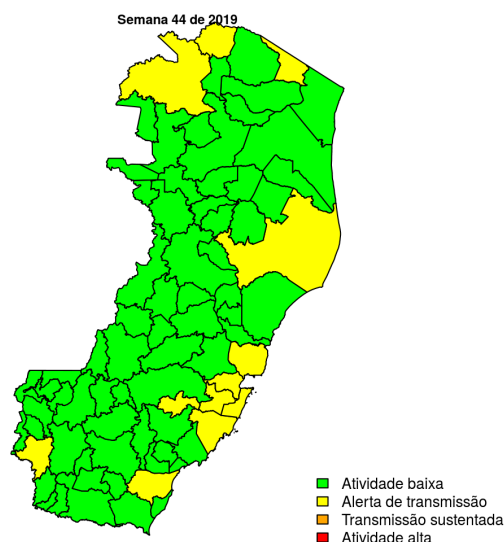 Semana 44 de 2019
Atividade baixa
Alerta de transmissão
Transmissão sustentada
Atividade alta